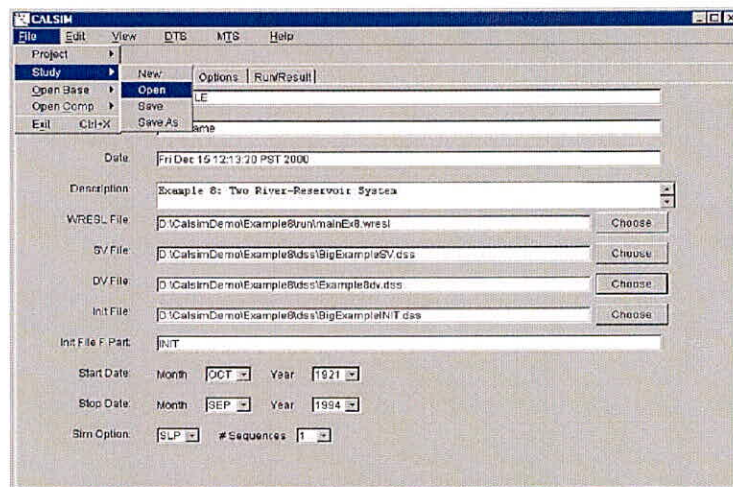 CALSIM
File Edit View DTS MTS Help
Project
Study
Open Base
Open Comp
Exit Ctrl+X
New
Open
Save
Save As
Options Run/Result
LE
ame
Date: Fri Dec 15 12:13:20 PST 2000
Description: Example 8: Two River-Reservoir System
WRESL File: D:\CalsimDemo\Example8\run\mainEx8.wresl Choose
SV File: D:\CalsimDemo\Example8\dss\BigExampleSV.dss Choose
DV File: D:\CalsimDemo\Example8\dss\Example8dv.dss Choose
Init File: D:\CalsimDemo\Example8\dss\BigExampleINIT.dss Choose
Init File F Part: INIT
Start Date: Month OCT Year 1921
Stop Date: Month SEP Year 1994
Sim Option: SLP # Sequences 1